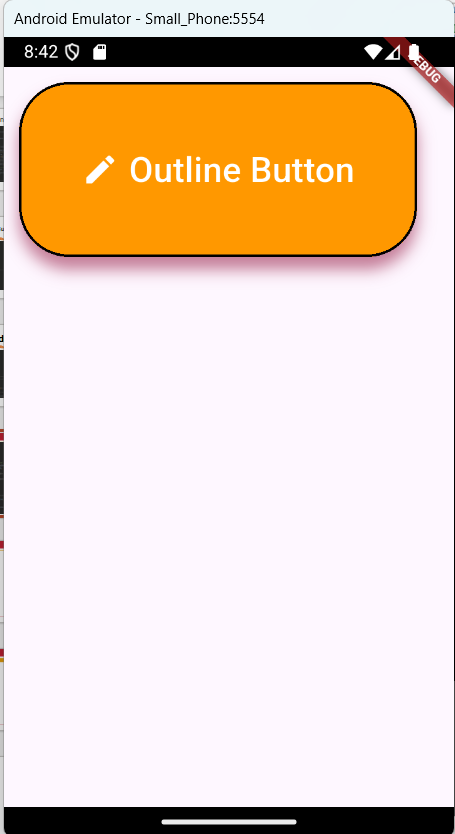 Android Emulator - Small_Phone:5554
8:42
DEBUG
Outline Button